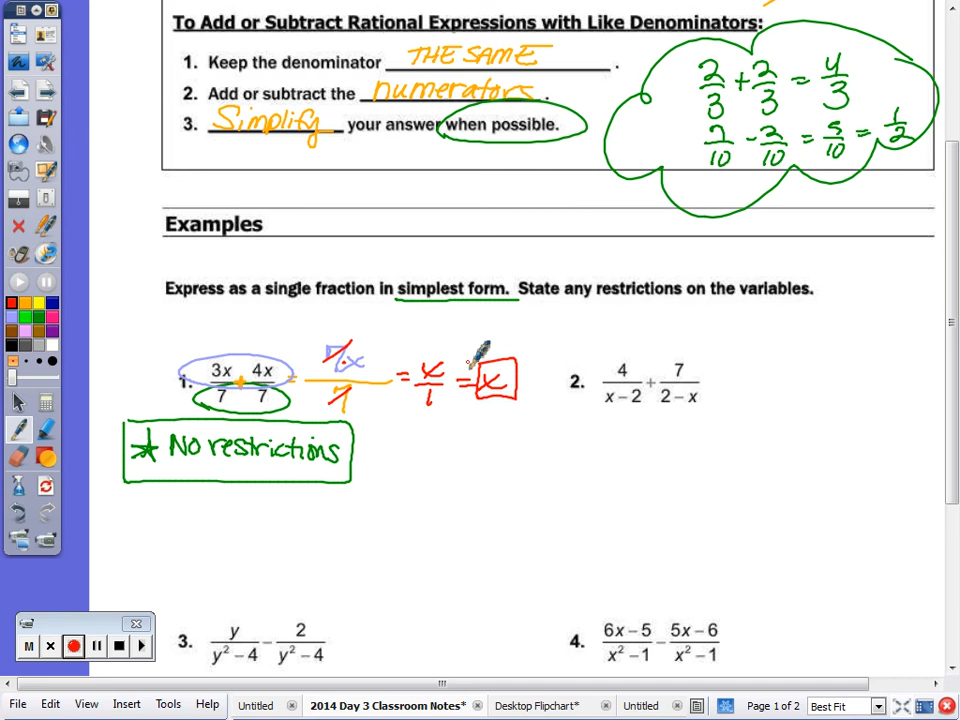 To Add or Subtract Rational Expressions with Like Denominators:
1. Keep the denominator THE SAME .
2. Add or subtract the numerators .
3. Simplify your answer when possible.
2/3 + 2/3 = 4/3
7/10 - 2/10 = 5/10 = 1/2
Examples
Express as a single fraction in simplest form. State any restrictions on the variables.
1. 3x/7 + 4x/7 = 7x/7 = x/1 = x
2. 4/(x – 2) + 7/(2 – x)
★ No restrictions
3. y/(y² – 4) – 2/(y² – 4)
4. (6x – 5)/(x² – 1) – (5x – 6)/(x² – 1)
M
File Edit View Insert Tools Help
Untitled
2014 Day 3 Classroom Notes*
Desktop Flipchart*
Untitled
Page 1 of 2
Best Fit